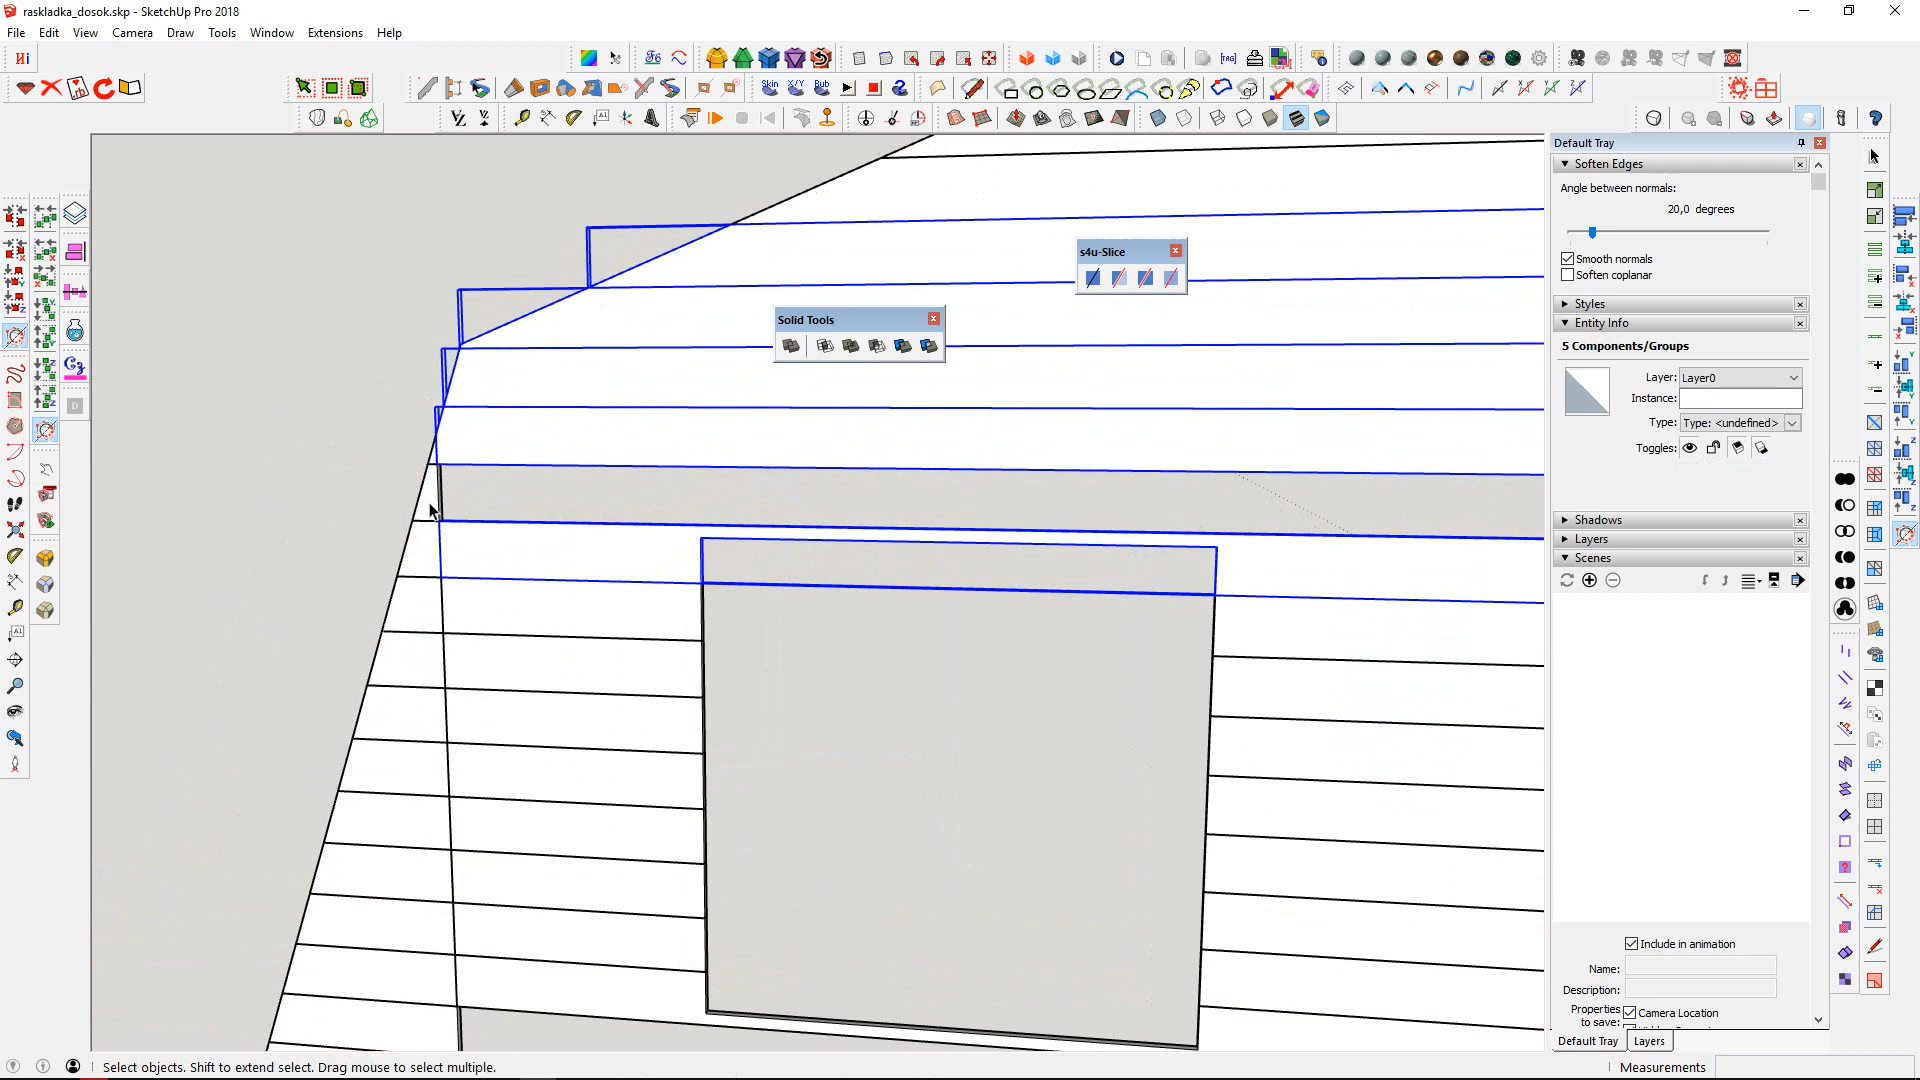 raskladka_dosok.skp - SketchUp Pro 2018
File Edit View Camera Draw Tools Window Extensions Help
Default Tray
Soften Edges
Angle between normals:
20,0 degrees
Smooth normals
Soften coplanar
Styles
Entity Info
5 Components/Groups
Layer: Layer0
Instance:
Type: Type: <undefined>
Toggles:
Shadows
Layers
Scenes
Include in animation
Name:
Description:
Properties
to save:
Camera Location
Default Tray
Layers
s4u-Slice
Solid Tools
Skin
X/Y
Bub
Select objects. Shift to extend select. Drag mouse to select multiple.
Measurements